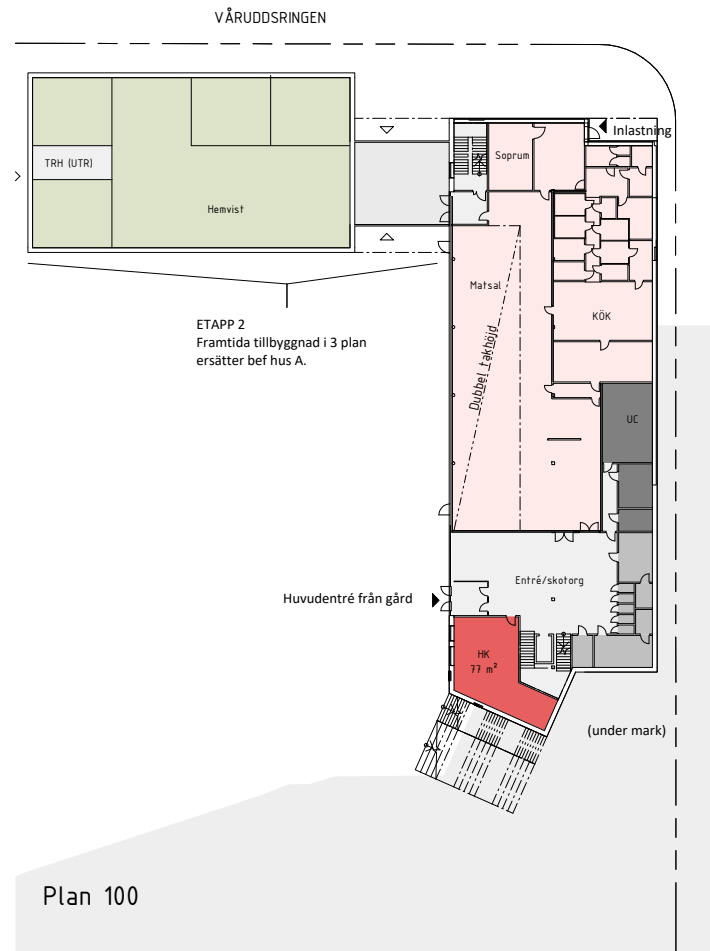 VÅRUDDSRINGEN
Inlastning
Soprum
TRH (UTR)
Hemvist
Matsal
KÖK
ETAPP 2
Framtida tillbyggnad i 3 plan
ersätter bef hus A.
Dubbel takhöjd
UC
Entré/skotorg
Huvudentré från gård
HK
77 m²
(under mark)
Plan 100